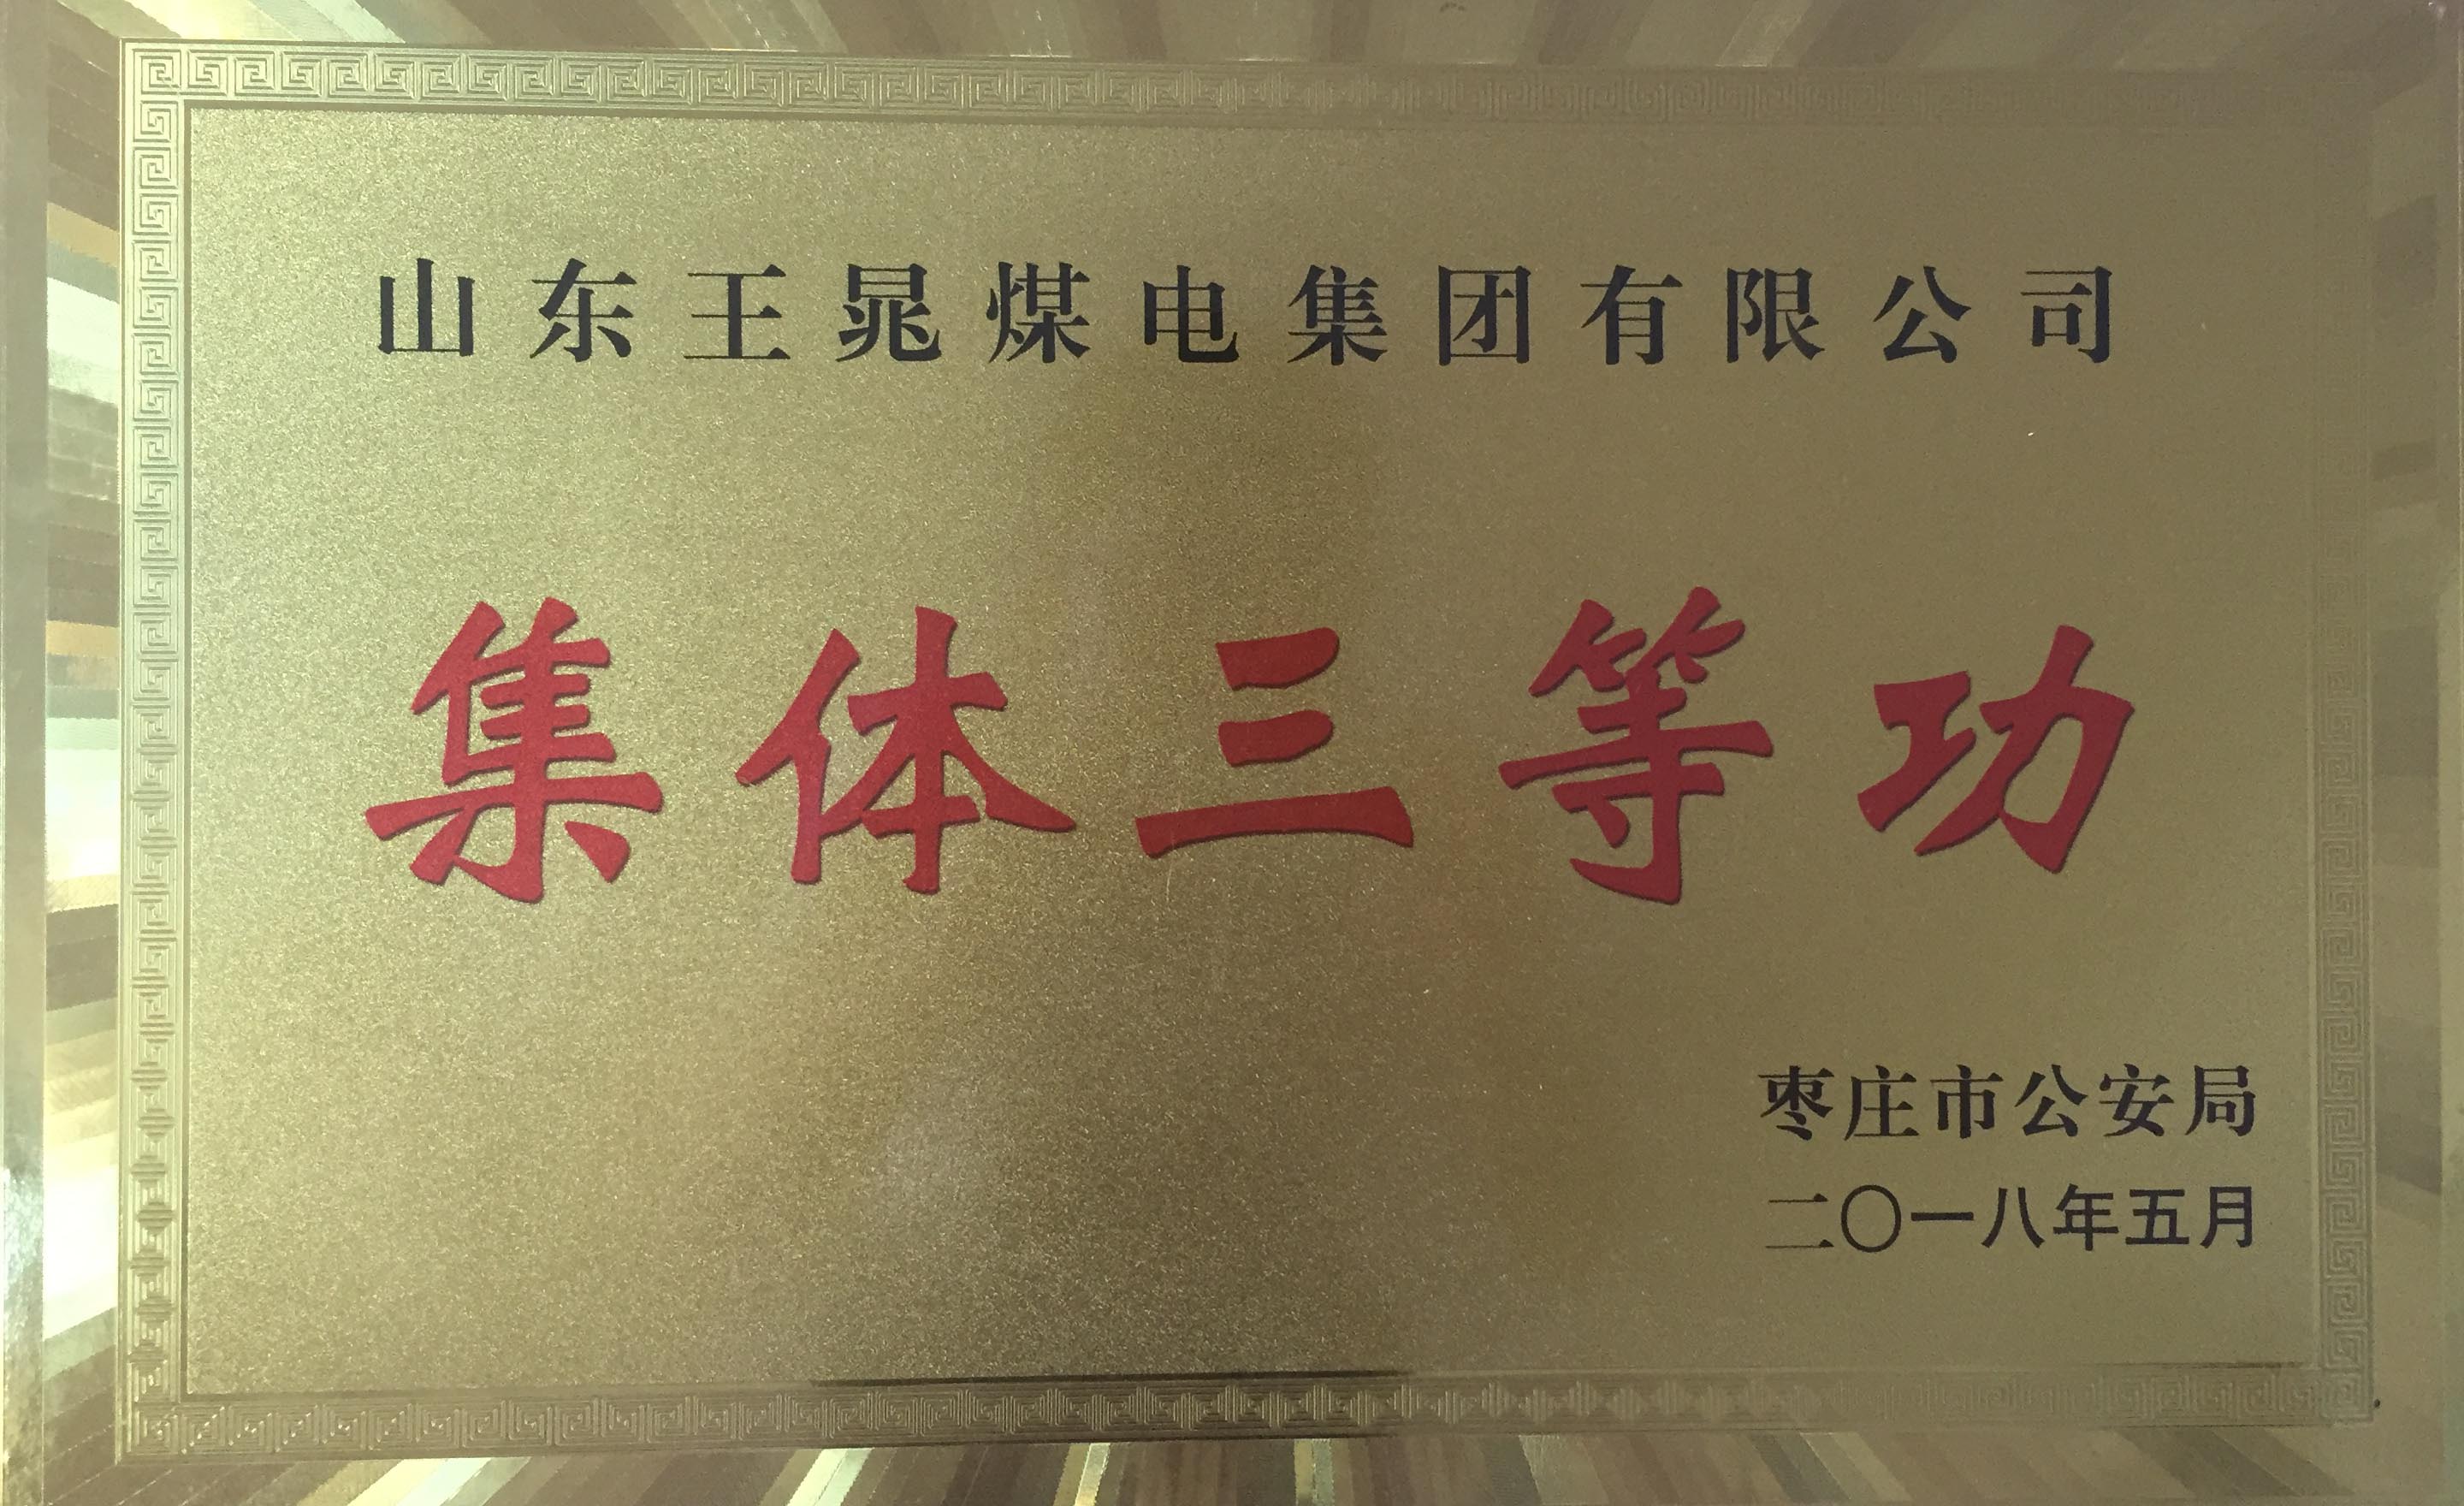 山东王晁煤电集团有限公司
集体三等功
枣庄市公安局
二〇一八年五月